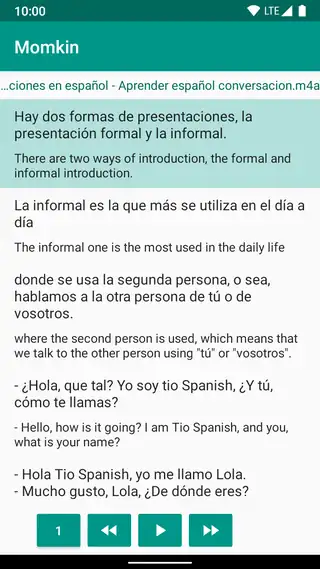 10:00
LTE
Momkin
...ciones en español - Aprender español conversacion.m4a
Hay dos formas de presentaciones, la
presentación formal y la informal.
There are two ways of introduction, the formal and
informal introduction.
La informal es la que más se utiliza en el día a
día
The informal one is the most used in the daily life
donde se usa la segunda persona, o sea,
hablamos a la otra persona de tú o de
vosotros.
where the second person is used, which means that
we talk to the other person using "tú" or "vosotros".
- ¿Hola, que tal? Yo soy tio Spanish, ¿Y tú,
cómo te llamas?
- Hello, how is it going? I am Tio Spanish, and you,
what is your name?
- Hola Tio Spanish, yo me llamo Lola.
- Mucho gusto, Lola, ¿De dónde eres?
1